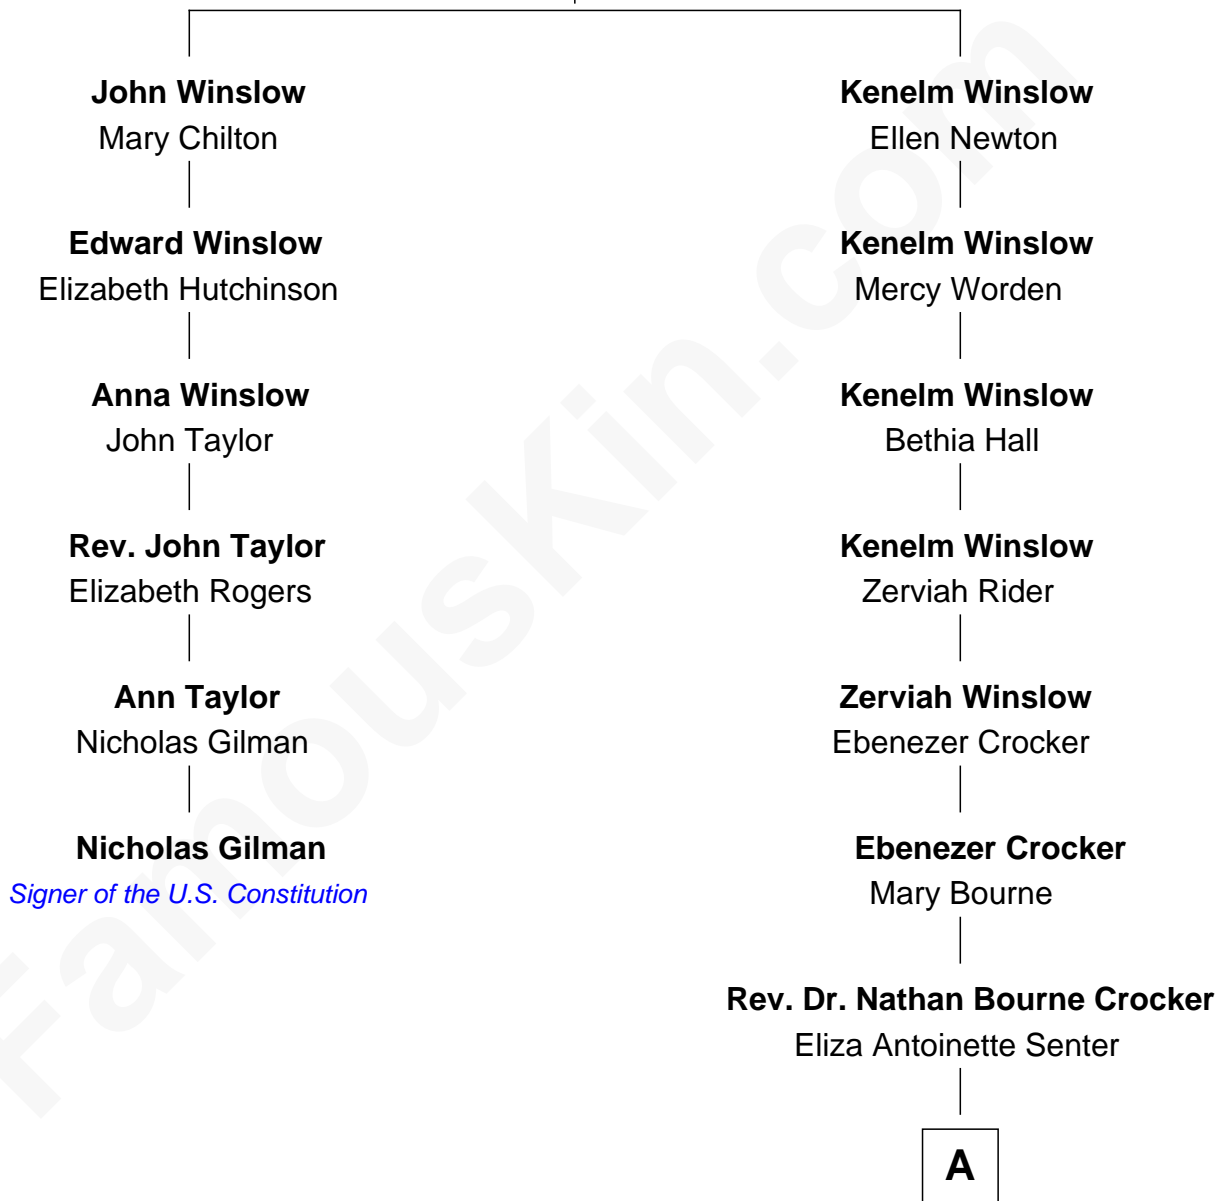 John Winslow
Mary Chilton
Edward Winslow
Elizabeth Hutchinson
Anna Winslow
John Taylor
Rev. John Taylor
Elizabeth Rogers
Ann Taylor
Nicholas Gilman
Nicholas Gilman
Signer of the U.S. Constitution
Kenelm Winslow
Ellen Newton
Kenelm Winslow
Mercy Worden
Kenelm Winslow
Bethia Hall
Kenelm Winslow
Zerviah Rider
Zerviah Winslow
Ebenezer Crocker
Ebenezer Crocker
Mary Bourne
Rev. Dr. Nathan Bourne Crocker
Eliza Antoinette Senter
A
FamousKin.com